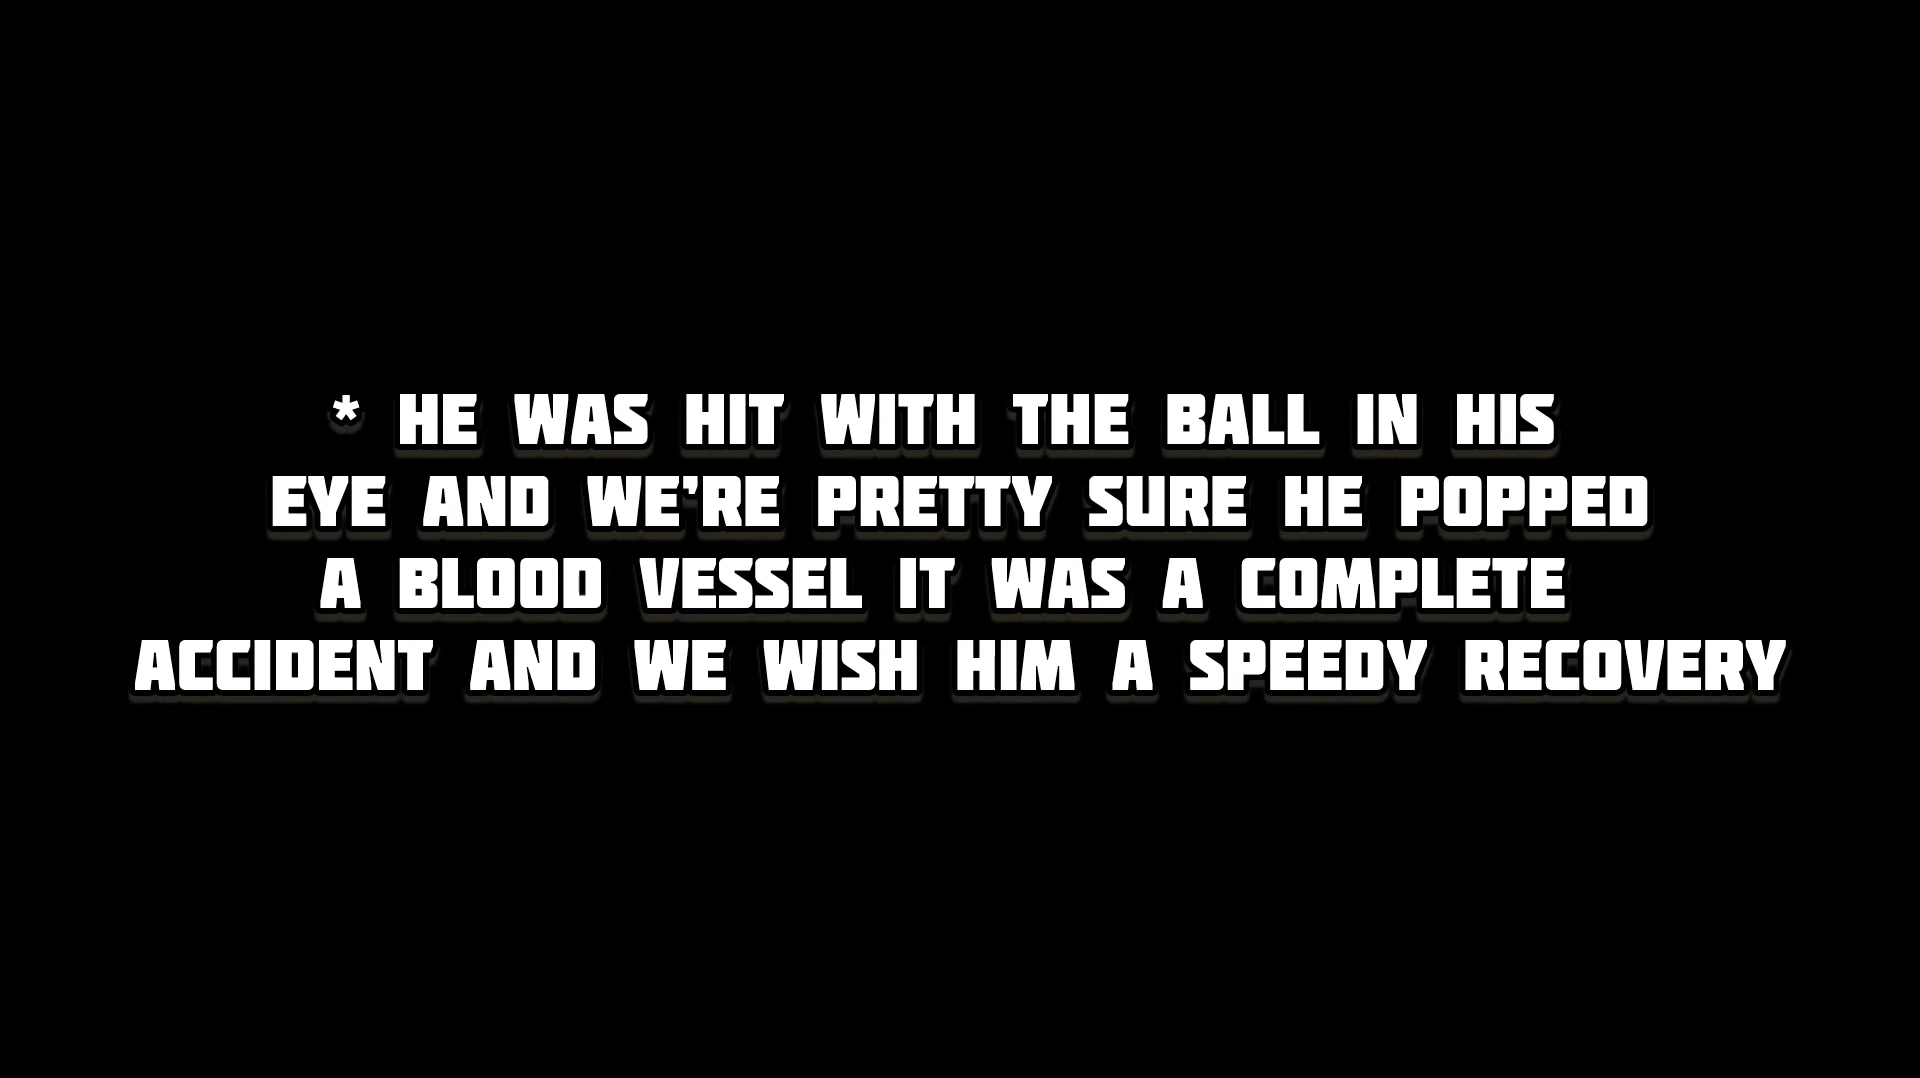 * HE WAS HIT WITH THE BALL IN HIS
EYE AND WE'RE PRETTY SURE HE POPPED
A BLOOD VESSEL IT WAS A COMPLETE
ACCIDENT AND WE WISH HIM A SPEEDY RECOVERY